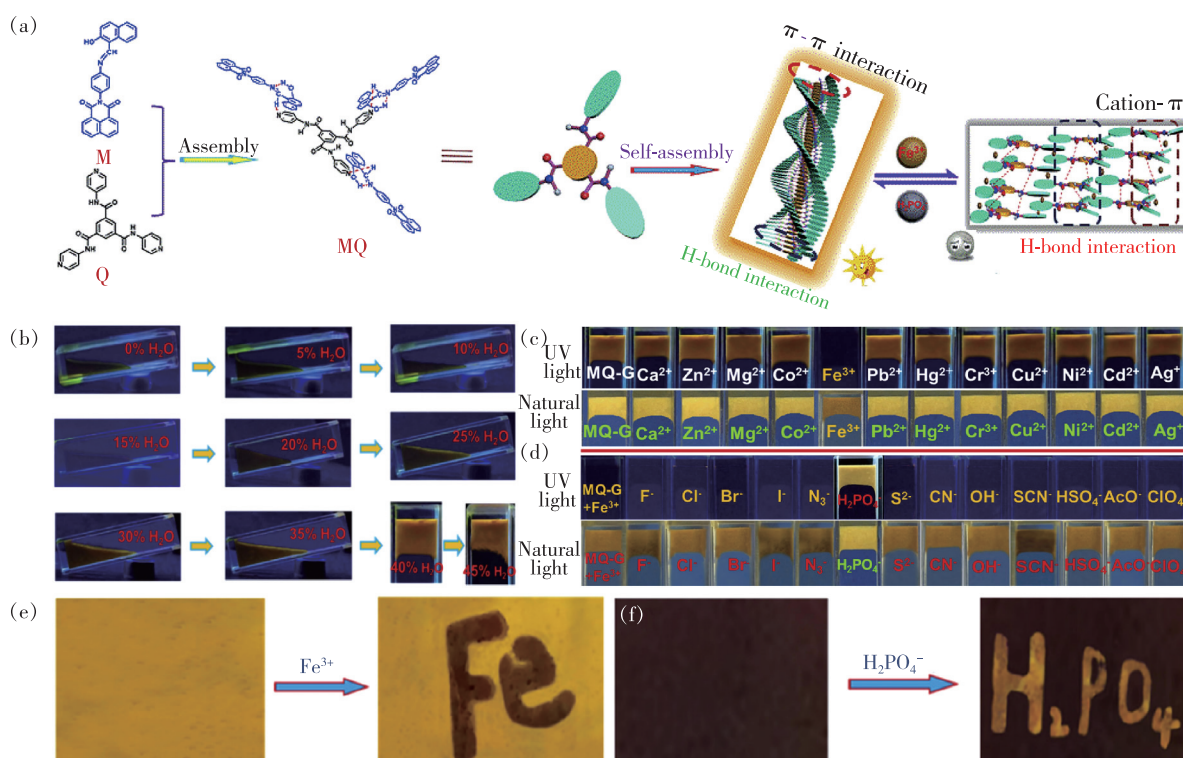 (a)
M
Q
Assembly
MQ
Self-assembly
π-π interaction
H-bond interaction
Fe³⁺
Cation-π
H-bond interaction
(b)
0% H₂O
5% H₂O
10% H₂O
15% H₂O
20% H₂O
25% H₂O
30% H₂O
35% H₂O
40% H₂O
45% H₂O
(c)
UV light
MQ-G Ca²⁺ Zn²⁺ Mg²⁺ Co²⁺ Fe³⁺ Pb²⁺ Hg²⁺ Cr³⁺ Cu²⁺ Ni²⁺ Cd²⁺ Ag⁺
Natural light
MQ-G Ca²⁺ Zn²⁺ Mg²⁺ Co²⁺ Fe³⁺ Pb²⁺ Hg²⁺ Cr³⁺ Cu²⁺ Ni²⁺ Cd²⁺ Ag⁺
(d)
UV light
MQ-G +Fe³⁺ F⁻ Cl⁻ Br⁻ I⁻ N₃⁻ H₂PO₄⁻ S²⁻ CN⁻ OH⁻ SCN⁻ HSO₄⁻ AcO⁻ ClO₄
Natural light
MQ-G +Fe³⁺ F⁻ Cl⁻ Br⁻ I⁻ N₃⁻ H₂PO₄⁻ S²⁻ CN⁻ OH⁻ SCN⁻ HSO₄⁻ AcO⁻ ClO₄
(e)
Fe³⁺
Fe
(f)
H₂PO₄⁻
H₂PO₄